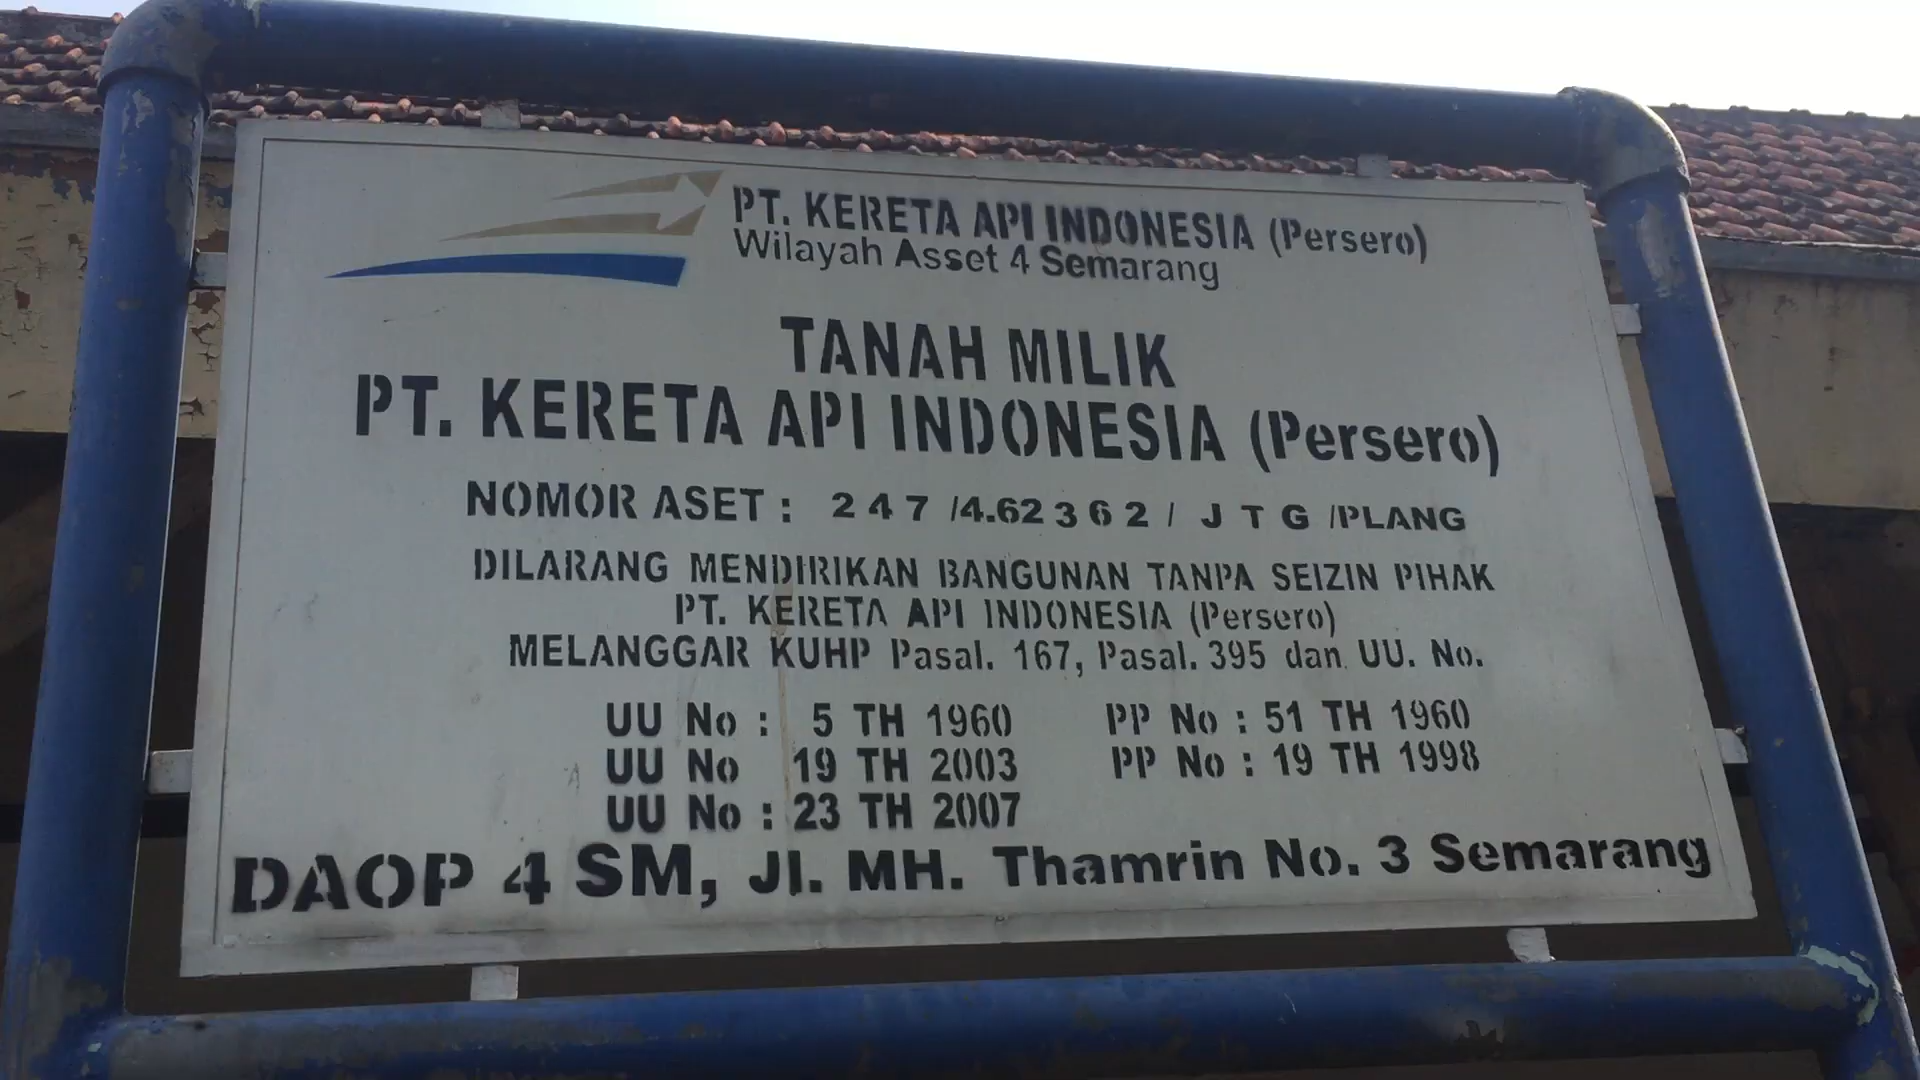 PT. KERETA API INDONESIA (Persero)
Wilayah Asset 4 Semarang
TANAH MILIK
PT. KERETA API INDONESIA (Persero)
NOMOR ASET : 247/4.62362/JTG/PLANG
DILARANG MENDIRIKAN BANGUNAN TANPA SEIZIN PIHAK
PT. KERETA API INDONESIA (Persero)
MELANGGAR KUHP Pasal. 167, Pasal. 395 dan UU. No.
UU No : 5 TH 1960 PP No : 51 TH 1960
UU No 19 TH 2003 PP No : 19 TH 1998
UU No : 23 TH 2007
DAOP 4 SM, Jl. MH. Thamrin No. 3 Semarang